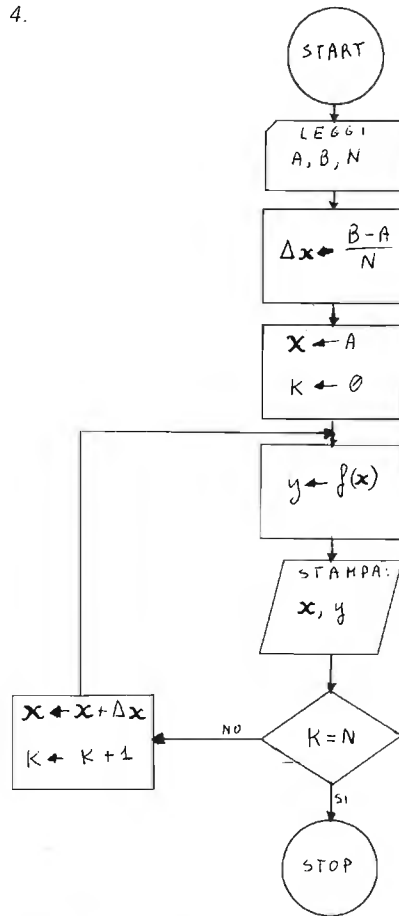 4.
START
LEGGI
A, B, N
Δx ← B-A
N
x ← A
K ← 0
y ← f(x)
STAMPA:
x, y
x ← x + Δx
K ← K + 1
NO
K = N
SI
STOP